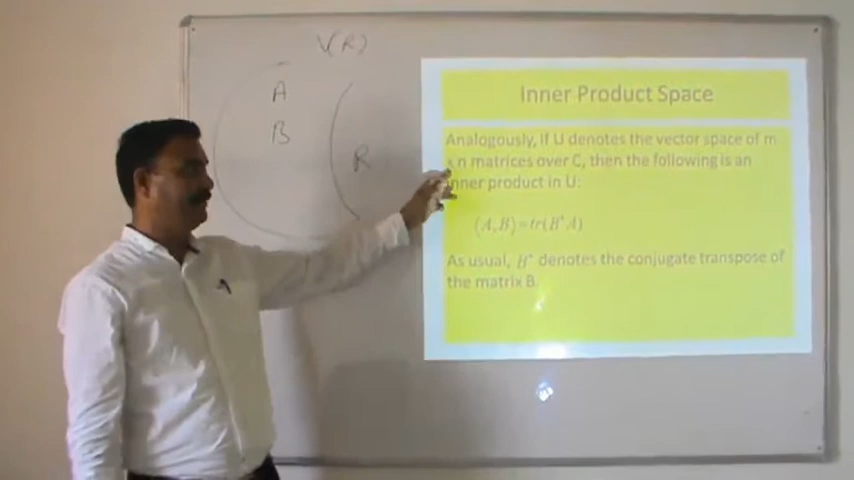 V(R)
A
B
R
Inner Product Space
Analogously, if U denotes the vector space of m
x n matrices over C, then the following is an
inner product in U:
⟨A,B⟩=tr(B*A)
As usual, B* denotes the conjugate transpose of
the matrix B.